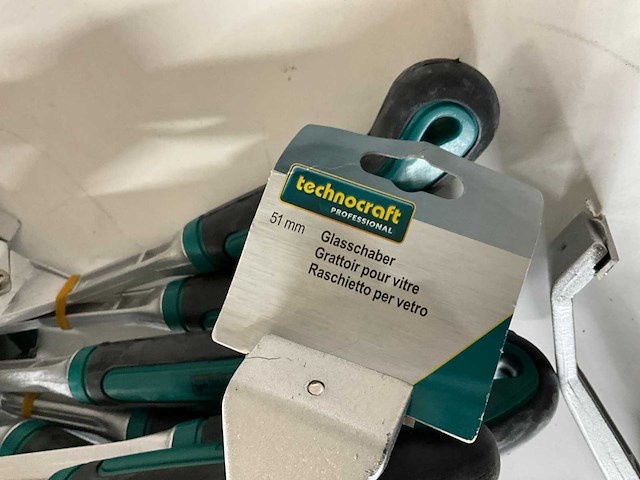 technocraft
PROFESSIONAL
51 mm
Glasschaber
Grattoir pour vitre
Raschietto per vetro